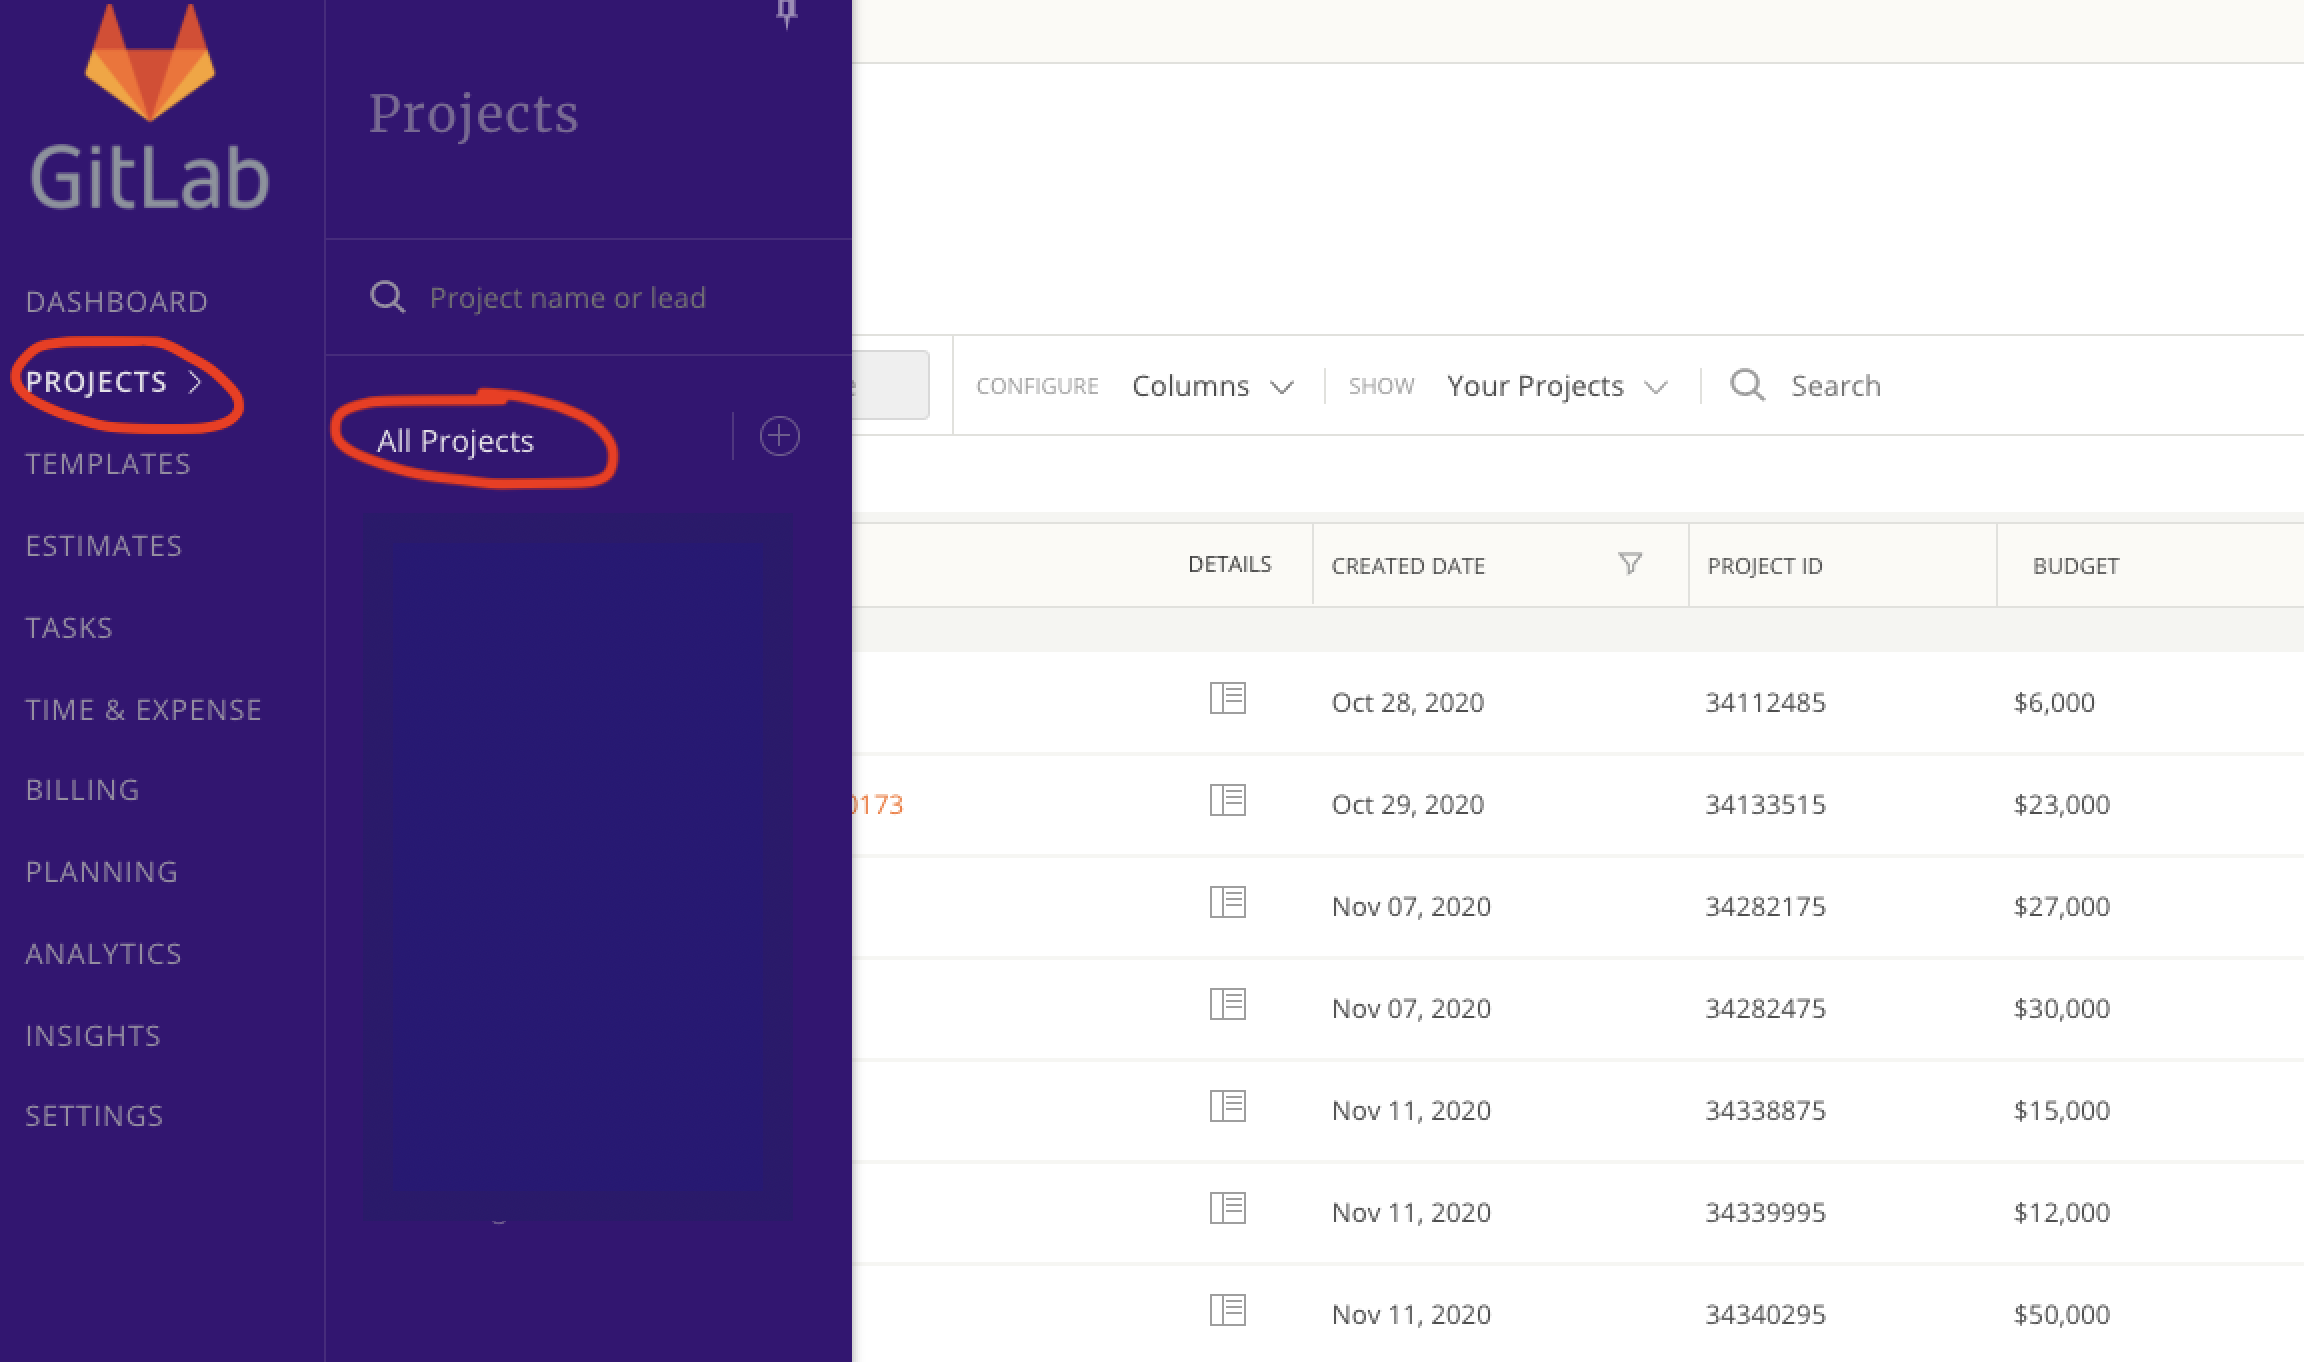 GitLab
DASHBOARD
PROJECTS
TEMPLATES
ESTIMATES
TASKS
TIME & EXPENSE
BILLING
PLANNING
ANALYTICS
INSIGHTS
SETTINGS
Projects
Project name or lead
All Projects
CONFIGURE Columns SHOW Your Projects Search
DETAILS CREATED DATE PROJECT ID BUDGET
Oct 28, 2020 34112485 $6,000
0173 Oct 29, 2020 34133515 $23,000
Nov 07, 2020 34282175 $27,000
Nov 07, 2020 34282475 $30,000
Nov 11, 2020 34338875 $15,000
Nov 11, 2020 34339995 $12,000
Nov 11, 2020 34340295 $50,000